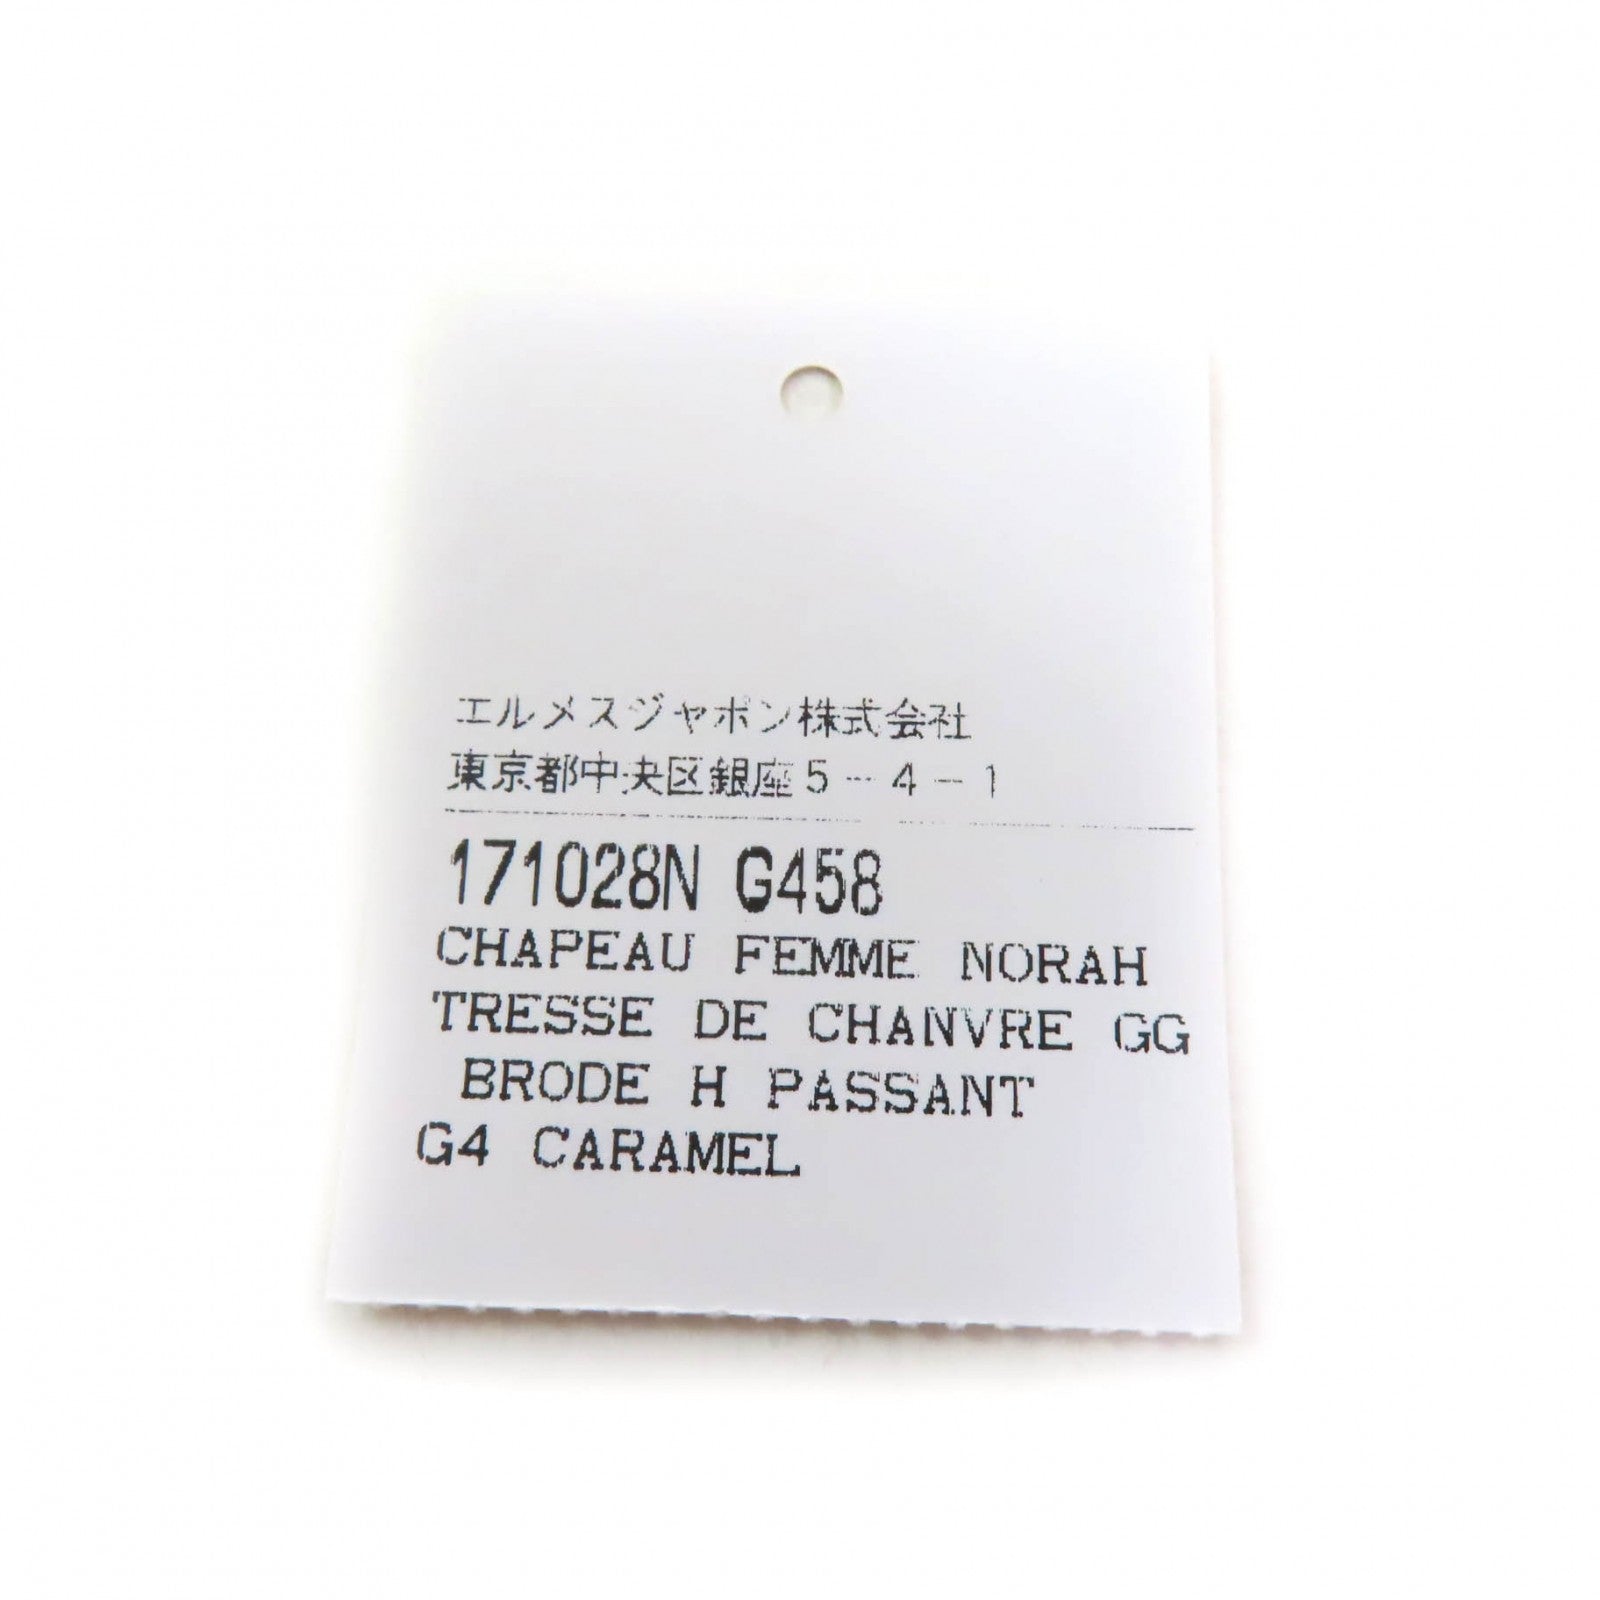 エルメスジャポン株式会社
東京都中央区銀座5-4-1
171028N G458
CHAPEAU FEMME NORAH
TRESSE DE CHANVRE GG
BRODE H PASSANT
G4 CARAMEL